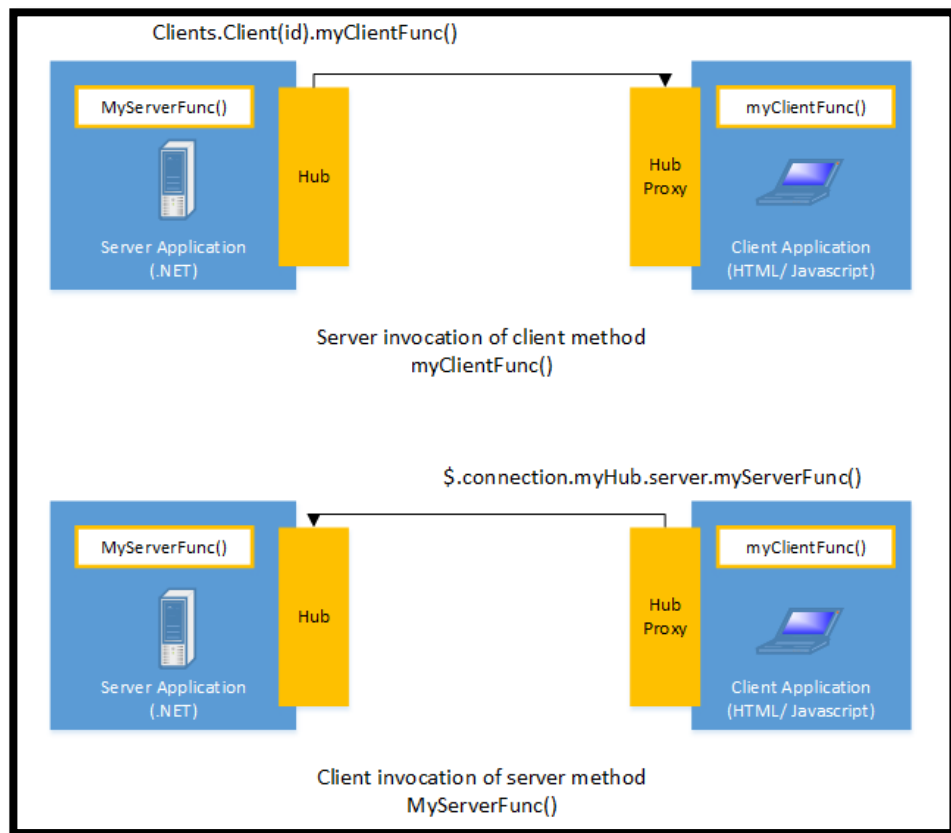 Clients.Client(id).myClientFunc()
MyServerFunc()
Hub
Server Application
(.NET)
Hub
Proxy
myClientFunc()
Client Application
(HTML/ Javascript)
Server invocation of client method
myClientFunc()
$.connection.myHub.server.myServerFunc()
MyServerFunc()
Hub
Server Application
(.NET)
Hub
Proxy
myClientFunc()
Client Application
(HTML/ Javascript)
Client invocation of server method
MyServerFunc()